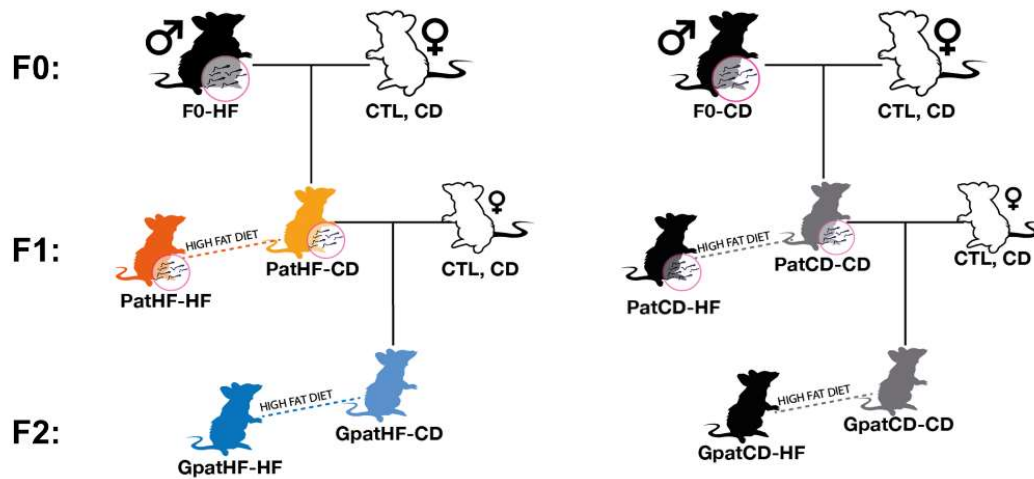 F0:
♂ ♀ ♂ ♀
F0-HF CTL, CD F0-CD CTL, CD
F1:
♀ ♀
HIGH FAT DIET HIGH FAT DIET
PatHF-CD CTL, CD PatCD-CD CTL, CD
PatHF-HF PatCD-HF
F2:
HIGH FAT DIET HIGH FAT DIET
GpatHF-CD GpatCD-CD
GpatHF-HF GpatCD-HF